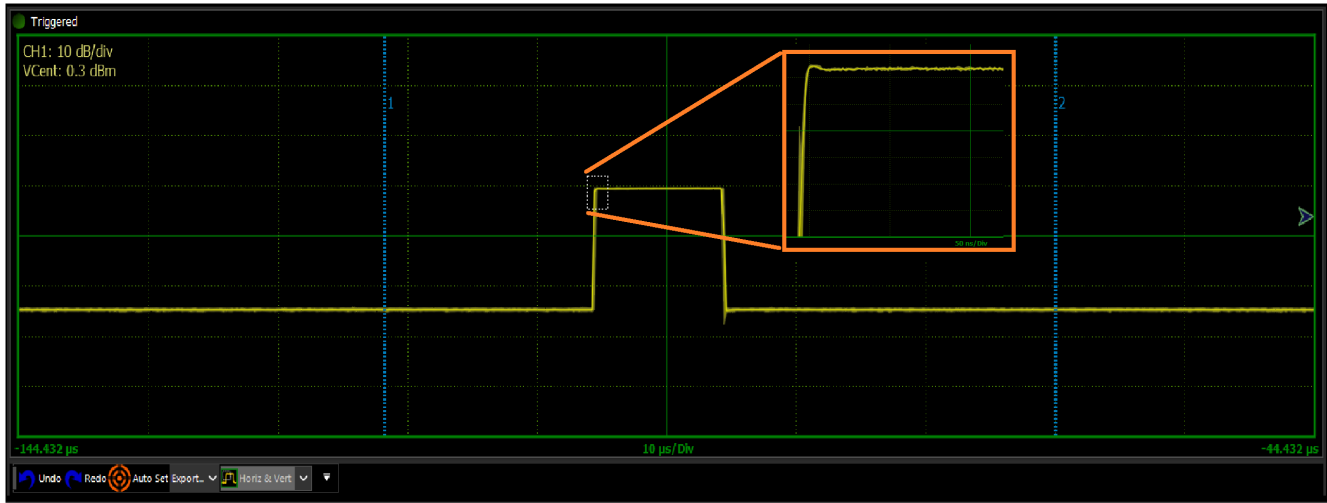 Triggered
CH1: 10 dB/div
VCent: 0.3 dBm
1
2
50 ns/Div
-144.432 µs
10 µs/Div
-44.432 µs
Undo Redo Auto Set Export... Horiz & Vert